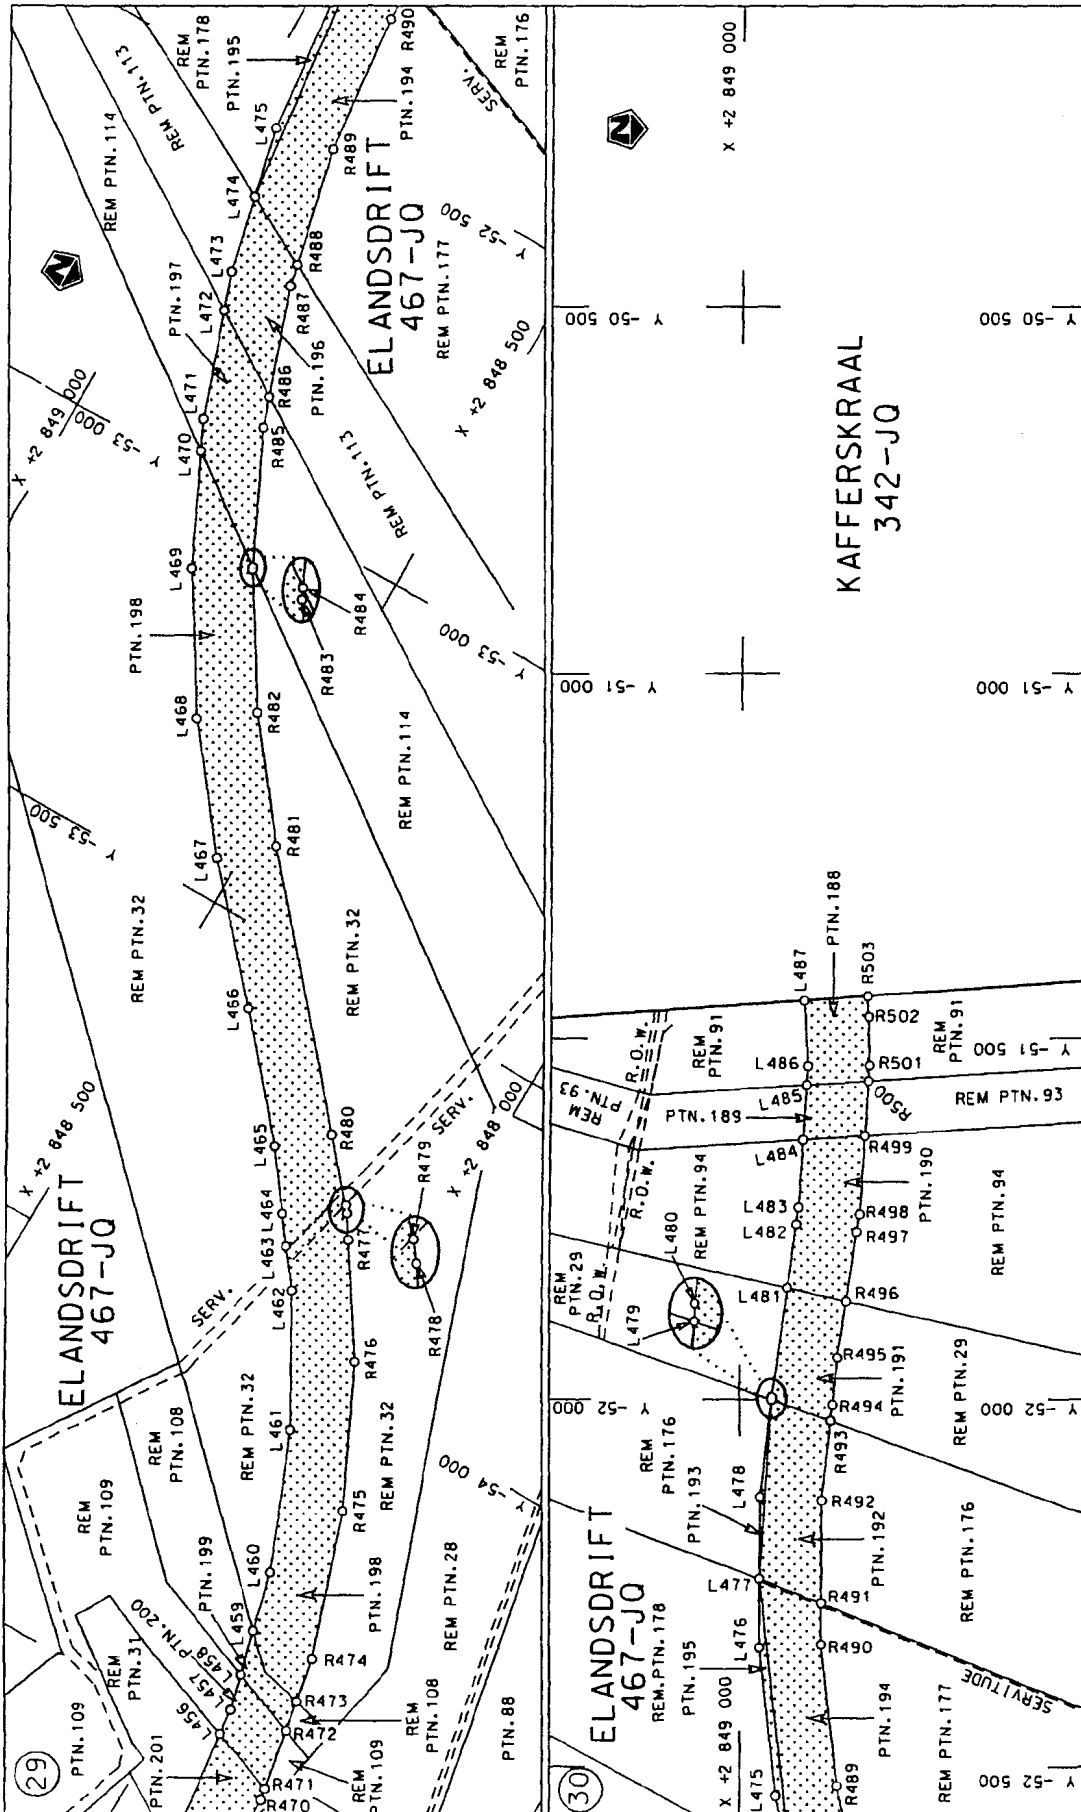 29
ELANDSDRIFT
467-JQ
ELANDSDRIFT
467-JQ
X +2 849 000
Y -53 000
Y -53 500
X +2 848 500
X +2 848 000
Y -54 000
Y -53 000
X +2 848 500
Y -52 500
N
REM
PTN.178
PTN.195
REM PTN.113
REM PTN.114
PTN.197
PTN.198
REM PTN.32
REM PTN.32
REM PTN.114
REM PTN.113
PTN.196
REM PTN.177
PTN.194
REM
PTN.176
SERV.
SERV.
SERV.
REM
PTN.108
REM
PTN.109
PTN.199
PTN.200
REM
PTN.31
PTN.109
PTN.201
REM PTN.32
REM PTN.32
PTN.198
REM PTN.28
REM
PTN.108
REM
PTN.109
PTN.88
L456
L457
L458
L459
L460
L461
L462
L463
L464
L465
L466
L467
L468
L469
L470
L471
L472
L473
L474
L475
R470
R471
R472
R473
R474
R475
R476
R477
R478
R479
R480
R481
R482
R483
R484
R485
R486
R487
R488
R489
R490
30
ELANDSDRIFT
467-JQ
REM.PTN.178
KAFFERSKRAAL
342-JQ
N
X +2 849 000
X +2 849 000
Y -50 500
Y -50 500
Y -51 000
Y -51 000
Y -51 500
Y -52 000
Y -52 000
Y -52 500
PTN.188
REM
PTN.91
REM
PTN.91
REM
PTN.93
REM PTN.93
PTN.189
PTN.190
REM PTN.94
REM PTN.94
R.O.W.
R.O.W.
R.O.W.
REM
PTN.29
REM PTN.29
PTN.191
REM
PTN.176
REM PTN.176
PTN.193
PTN.192
PTN.195
PTN.194
REM PTN.177
SERVITUDE
L475
L476
L477
L478
L479
L480
L481
L482
L483
L484
L485
L486
L487
R489
R490
R491
R492
R493
R494
R495
R496
R497
R498
R499
R500
R501
R502
R503